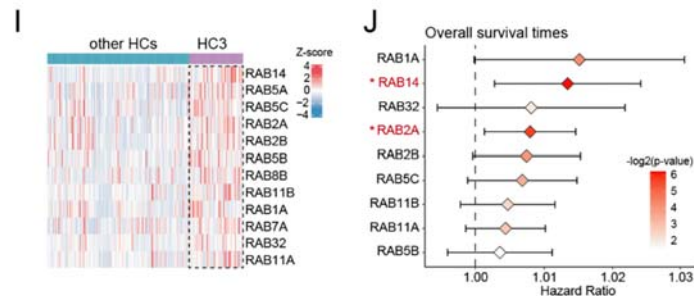 I
other HCs
HC3
Z-score
4
2
0
−2
−4
RAB14
RAB5A
RAB5C
RAB2A
RAB2B
RAB5B
RAB8B
RAB11B
RAB1A
RAB7A
RAB32
RAB11A
J
Overall survival times
RAB1A
* RAB14
RAB32
* RAB2A
RAB2B
RAB5C
RAB11B
RAB11A
RAB5B
-log2(p-value)
6
5
4
3
2
1.00
1.01
1.02
1.03
Hazard Ratio